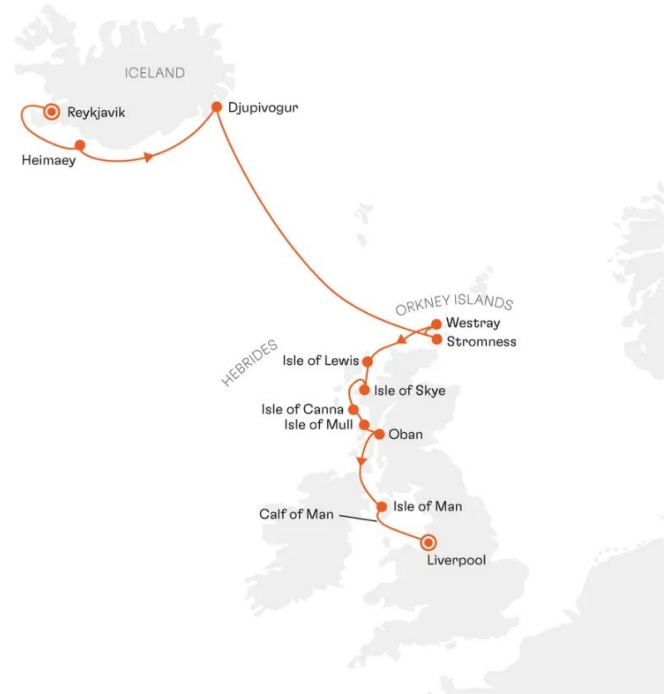 ICELAND
Reykjavik
Djupivogur
Heimaey
ORKNEY ISLANDS
Westray
Stromness
HEBRIDES
Isle of Lewis
Isle of Skye
Isle of Canna
Isle of Mull
Oban
Isle of Man
Calf of Man
Liverpool